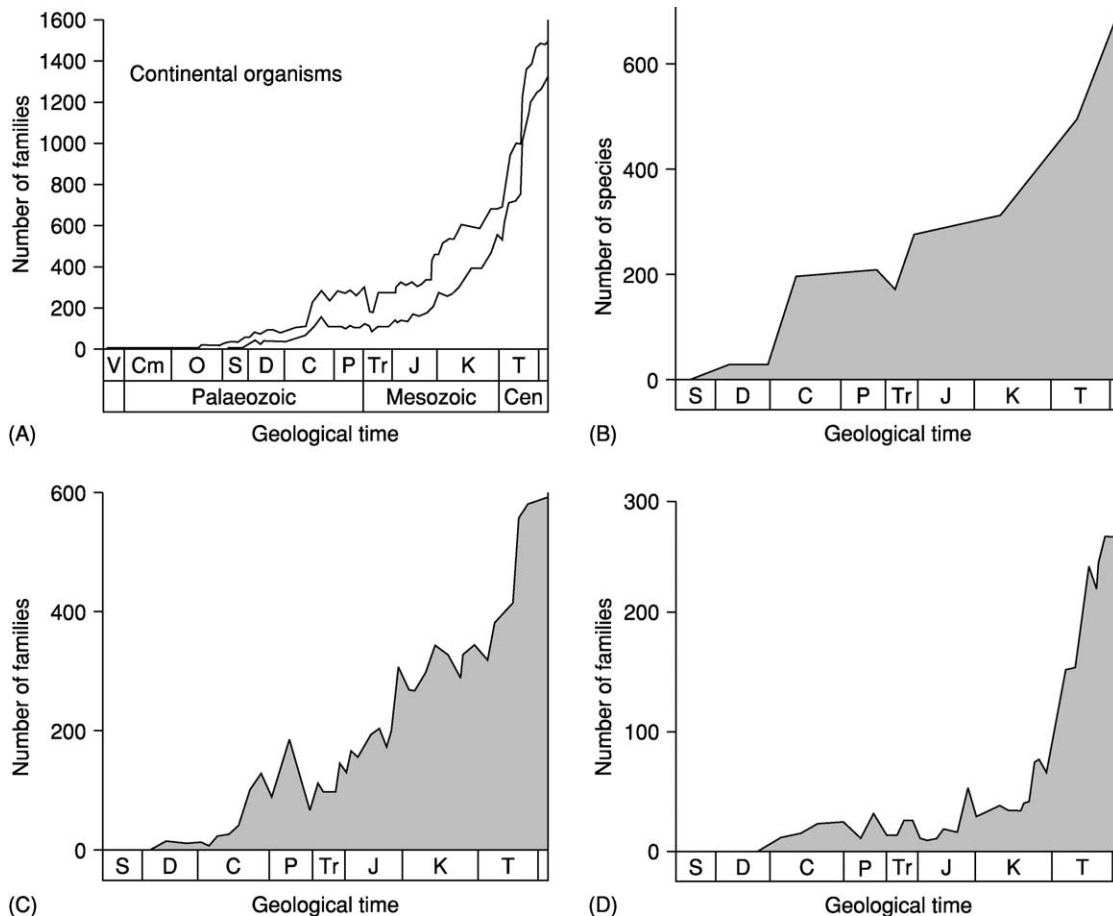 1600
1400
1200
1000
800
600
400
200
0
Number of families
Continental organisms
V Cm O S D C P Tr J K T
Palaeozoic Mesozoic Cen
Geological time
(A)
600
400
200
0
Number of species
S D C P Tr J K T
Geological time
(B)
600
400
200
0
Number of families
S D C P Tr J K T
Geological time
(C)
300
200
100
0
Number of families
S D C P Tr J K T
Geological time
(D)